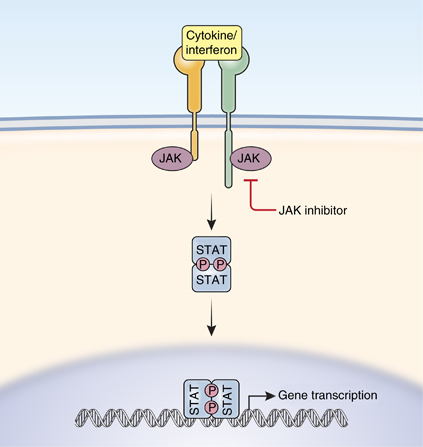 Cytokine/
interferon
JAK
JAK
JAK inhibitor
STAT
P P
STAT
STAT
P
P
STAT
Gene transcription